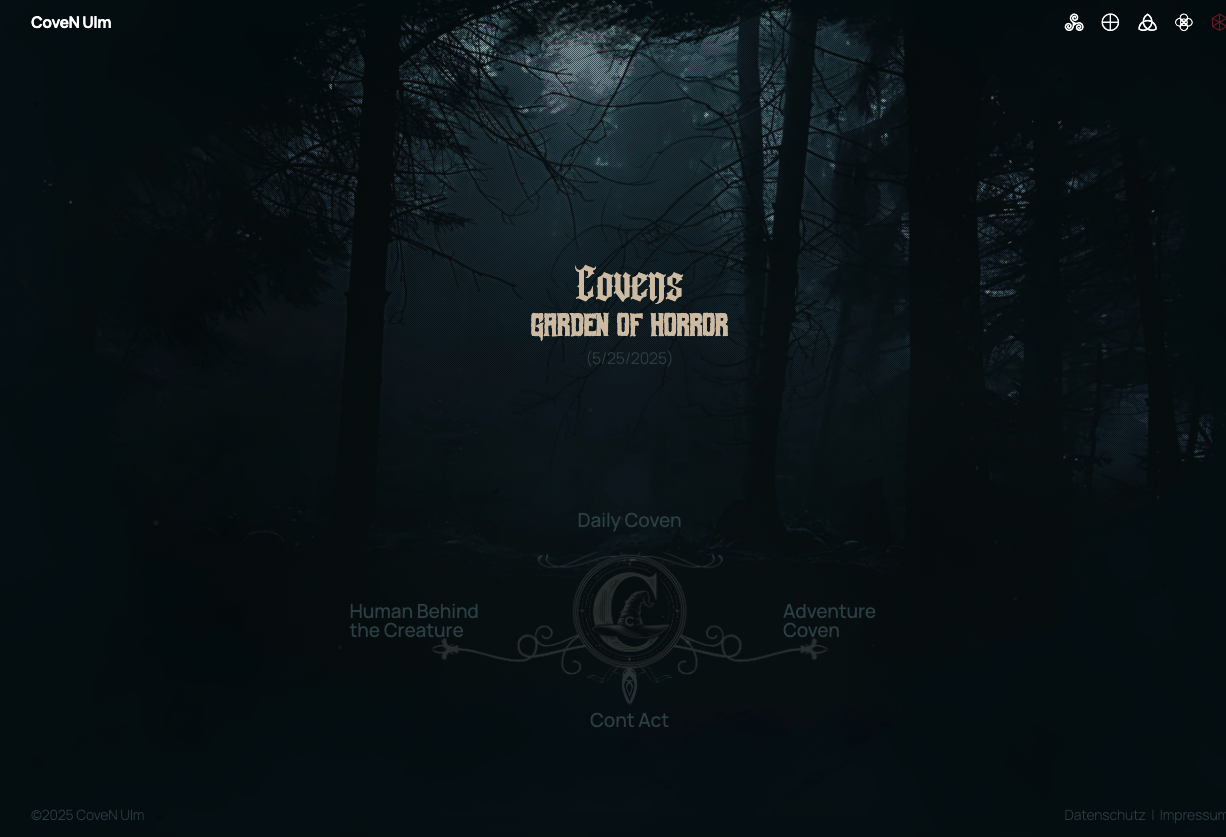 CoveN Ulm
Covens
GARDEN OF HORROR
(5/25/2025)
Daily Coven
Human Behind
the Creature
Adventure
Coven
C
Cont Act
©2025 CoveN Ulm
Datenschutz | Impressum